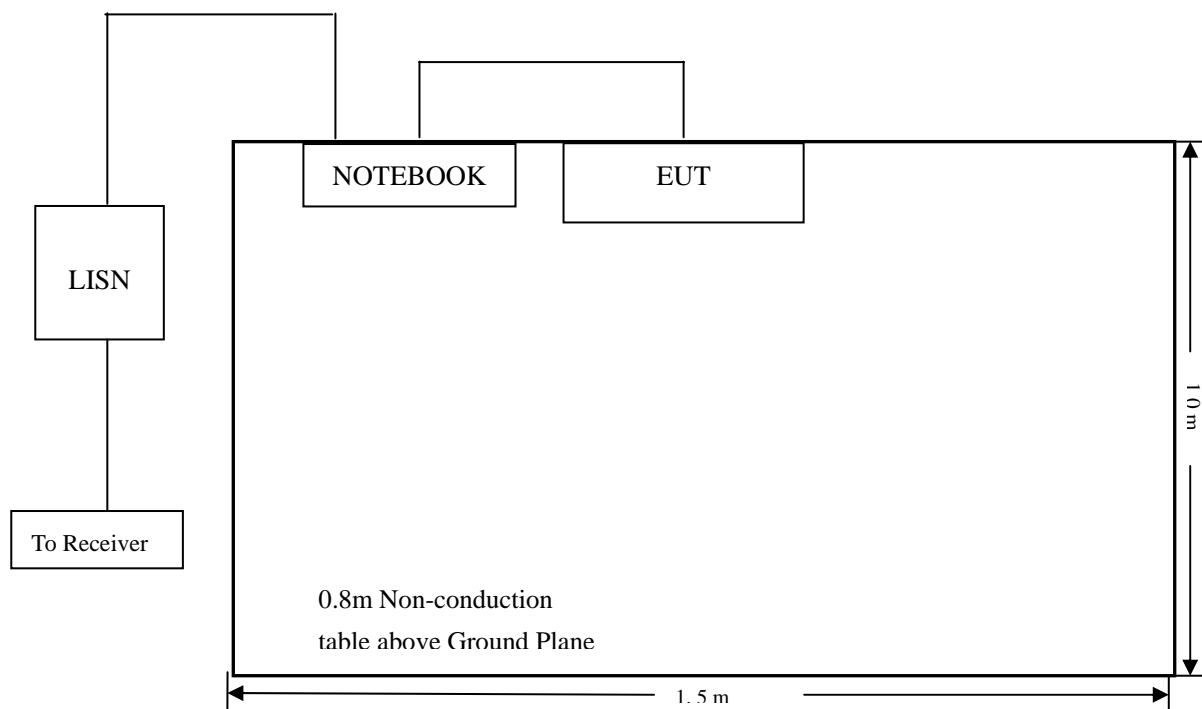 NOTEBOOK
EUT
LISN
1 0 m
To Receiver
0.8m Non-conduction
table above Ground Plane
1. 5 m